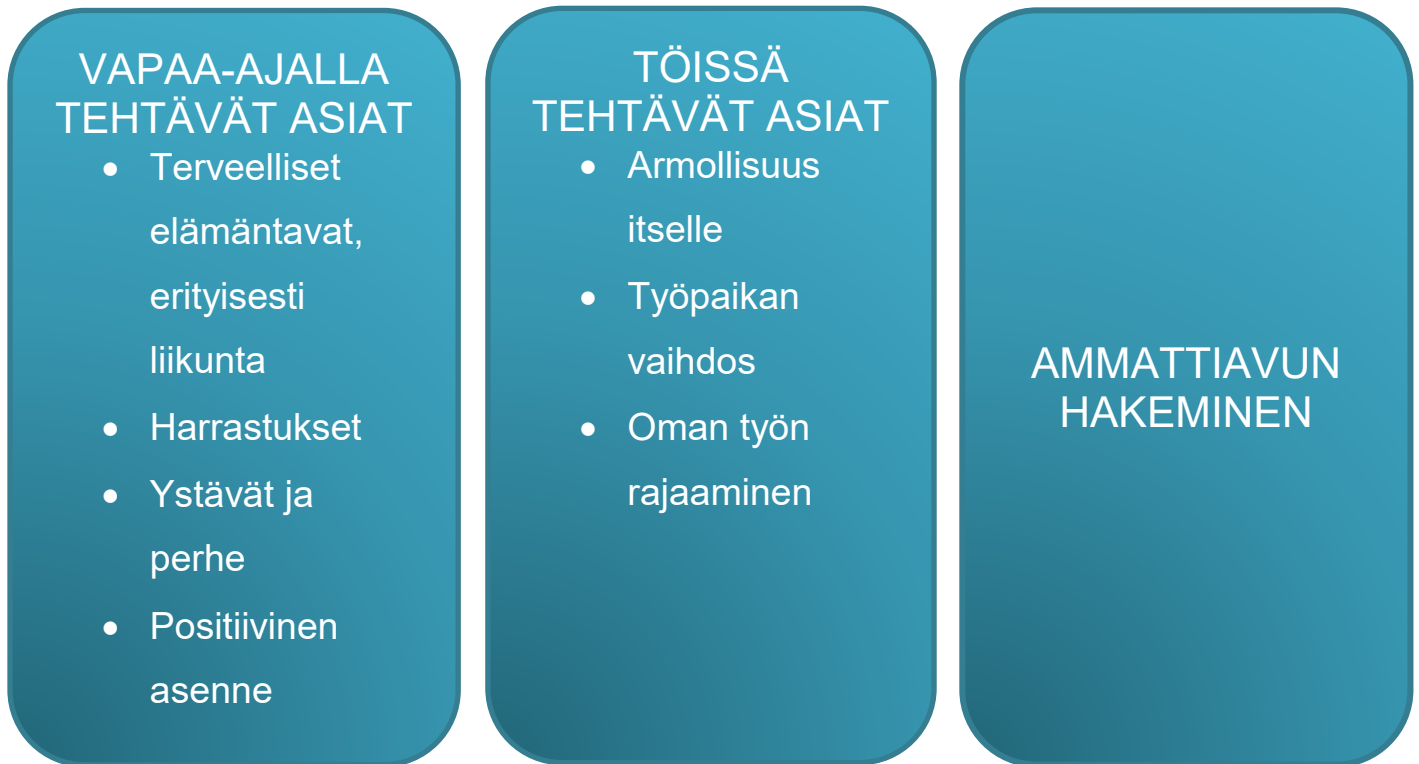 VAPAA-AJALLA
TEHTÄVÄT ASIAT
• Terveelliset
elämäntavat,
erityisesti
liikunta
• Harrastukset
• Ystävät ja
perhe
• Positiivinen
asenne
TÖISSÄ
TEHTÄVÄT ASIAT
• Armollisuus
itselle
• Työpaikan
vaihdos
• Oman työn
rajaaminen
AMMATTIAVUN
HAKEMINEN